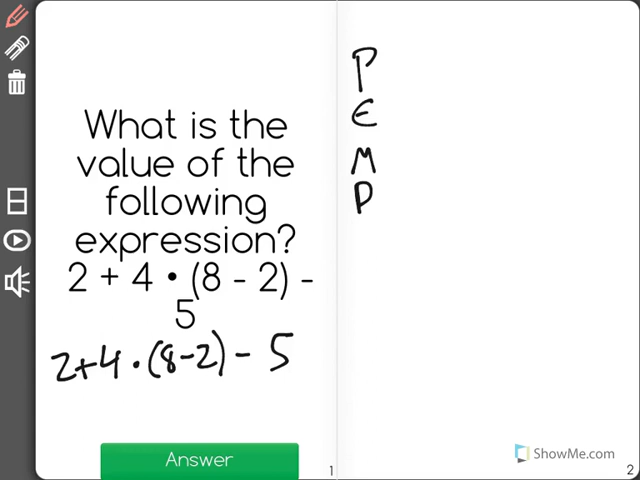 What is the
value of the
following
expression?
2 + 4 • (8 - 2) -
5
2+4·(8-2) - 5
Answer
1
P
E
M
D
ShowMe.com
2